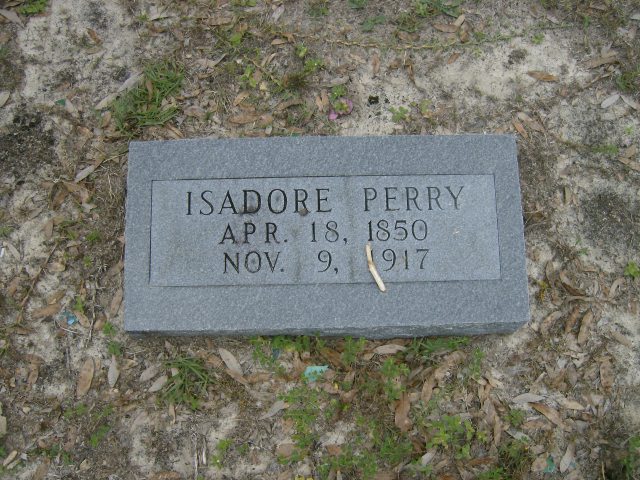 ISADORE PERRY
APR. 18, 1850
NOV. 9, 1917